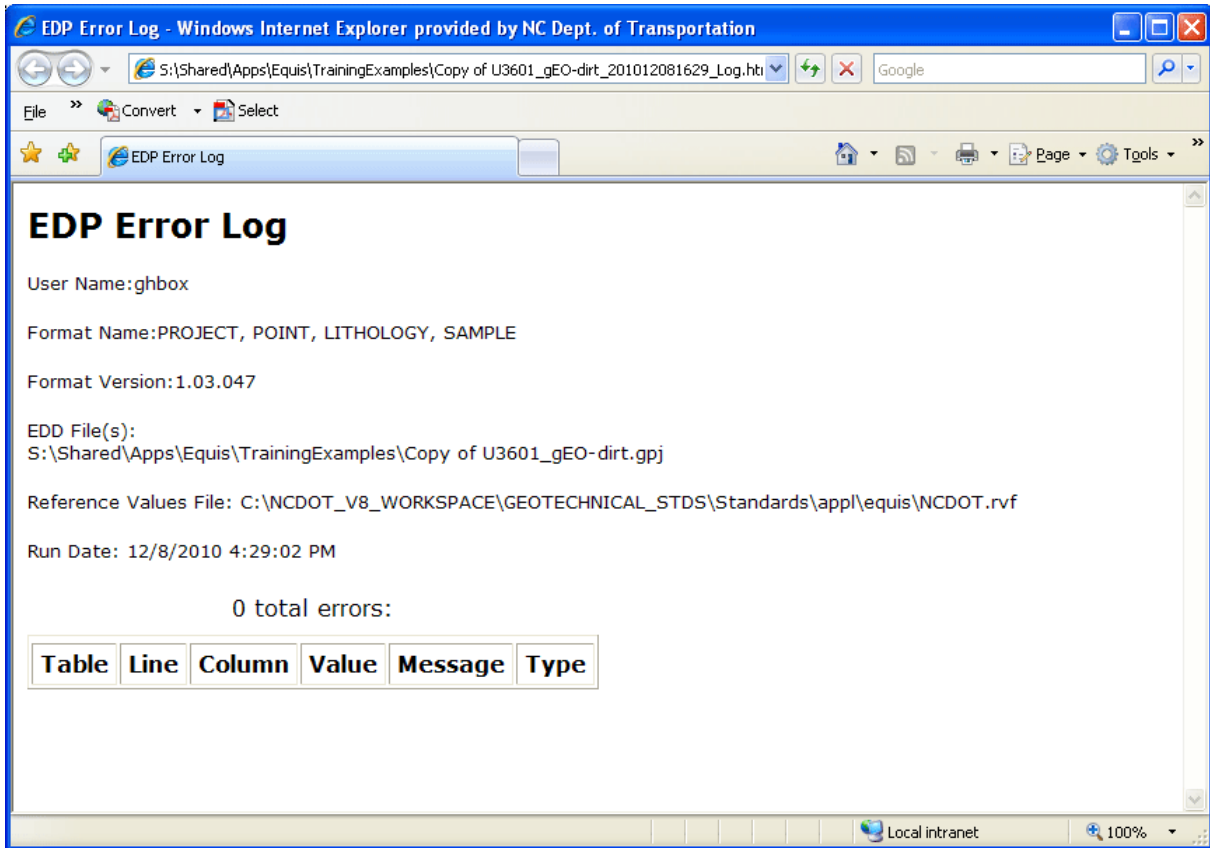 EDP Error Log - Windows Internet Explorer provided by NC Dept. of Transportation
S:\Shared\Apps\Equis\TrainingExamples\Copy of U3601_gEO-dirt_201012081629_Log.ht
Google
File » Convert Select
EDP Error Log
Page Tools »
EDP Error Log
User Name:ghbox
Format Name:PROJECT, POINT, LITHOLOGY, SAMPLE
Format Version:1.03.047
EDD File(s):
S:\Shared\Apps\Equis\TrainingExamples\Copy of U3601_gEO-dirt.gpj
Reference Values File: C:\NCDOT_V8_WORKSPACE\GEOTECHNICAL_STDS\Standards\appl\equis\NCDOT.rvf
Run Date: 12/8/2010 4:29:02 PM
0 total errors:
Table Line Column Value Message Type
Local intranet 100%